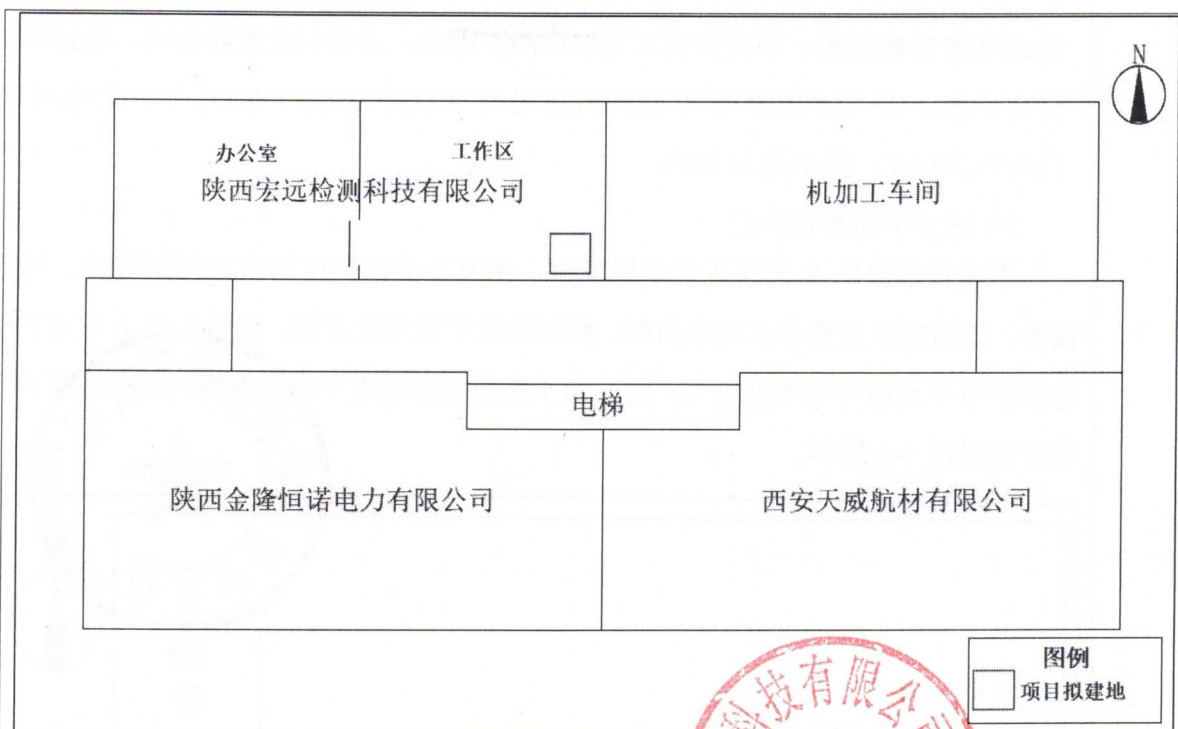 N
办公室 工作区
陕西宏远检测科技有限公司
机加工车间
电梯
陕西金隆恒诺电力有限公司
西安天威航材有限公司
图例
项目拟建地
科技有限公司